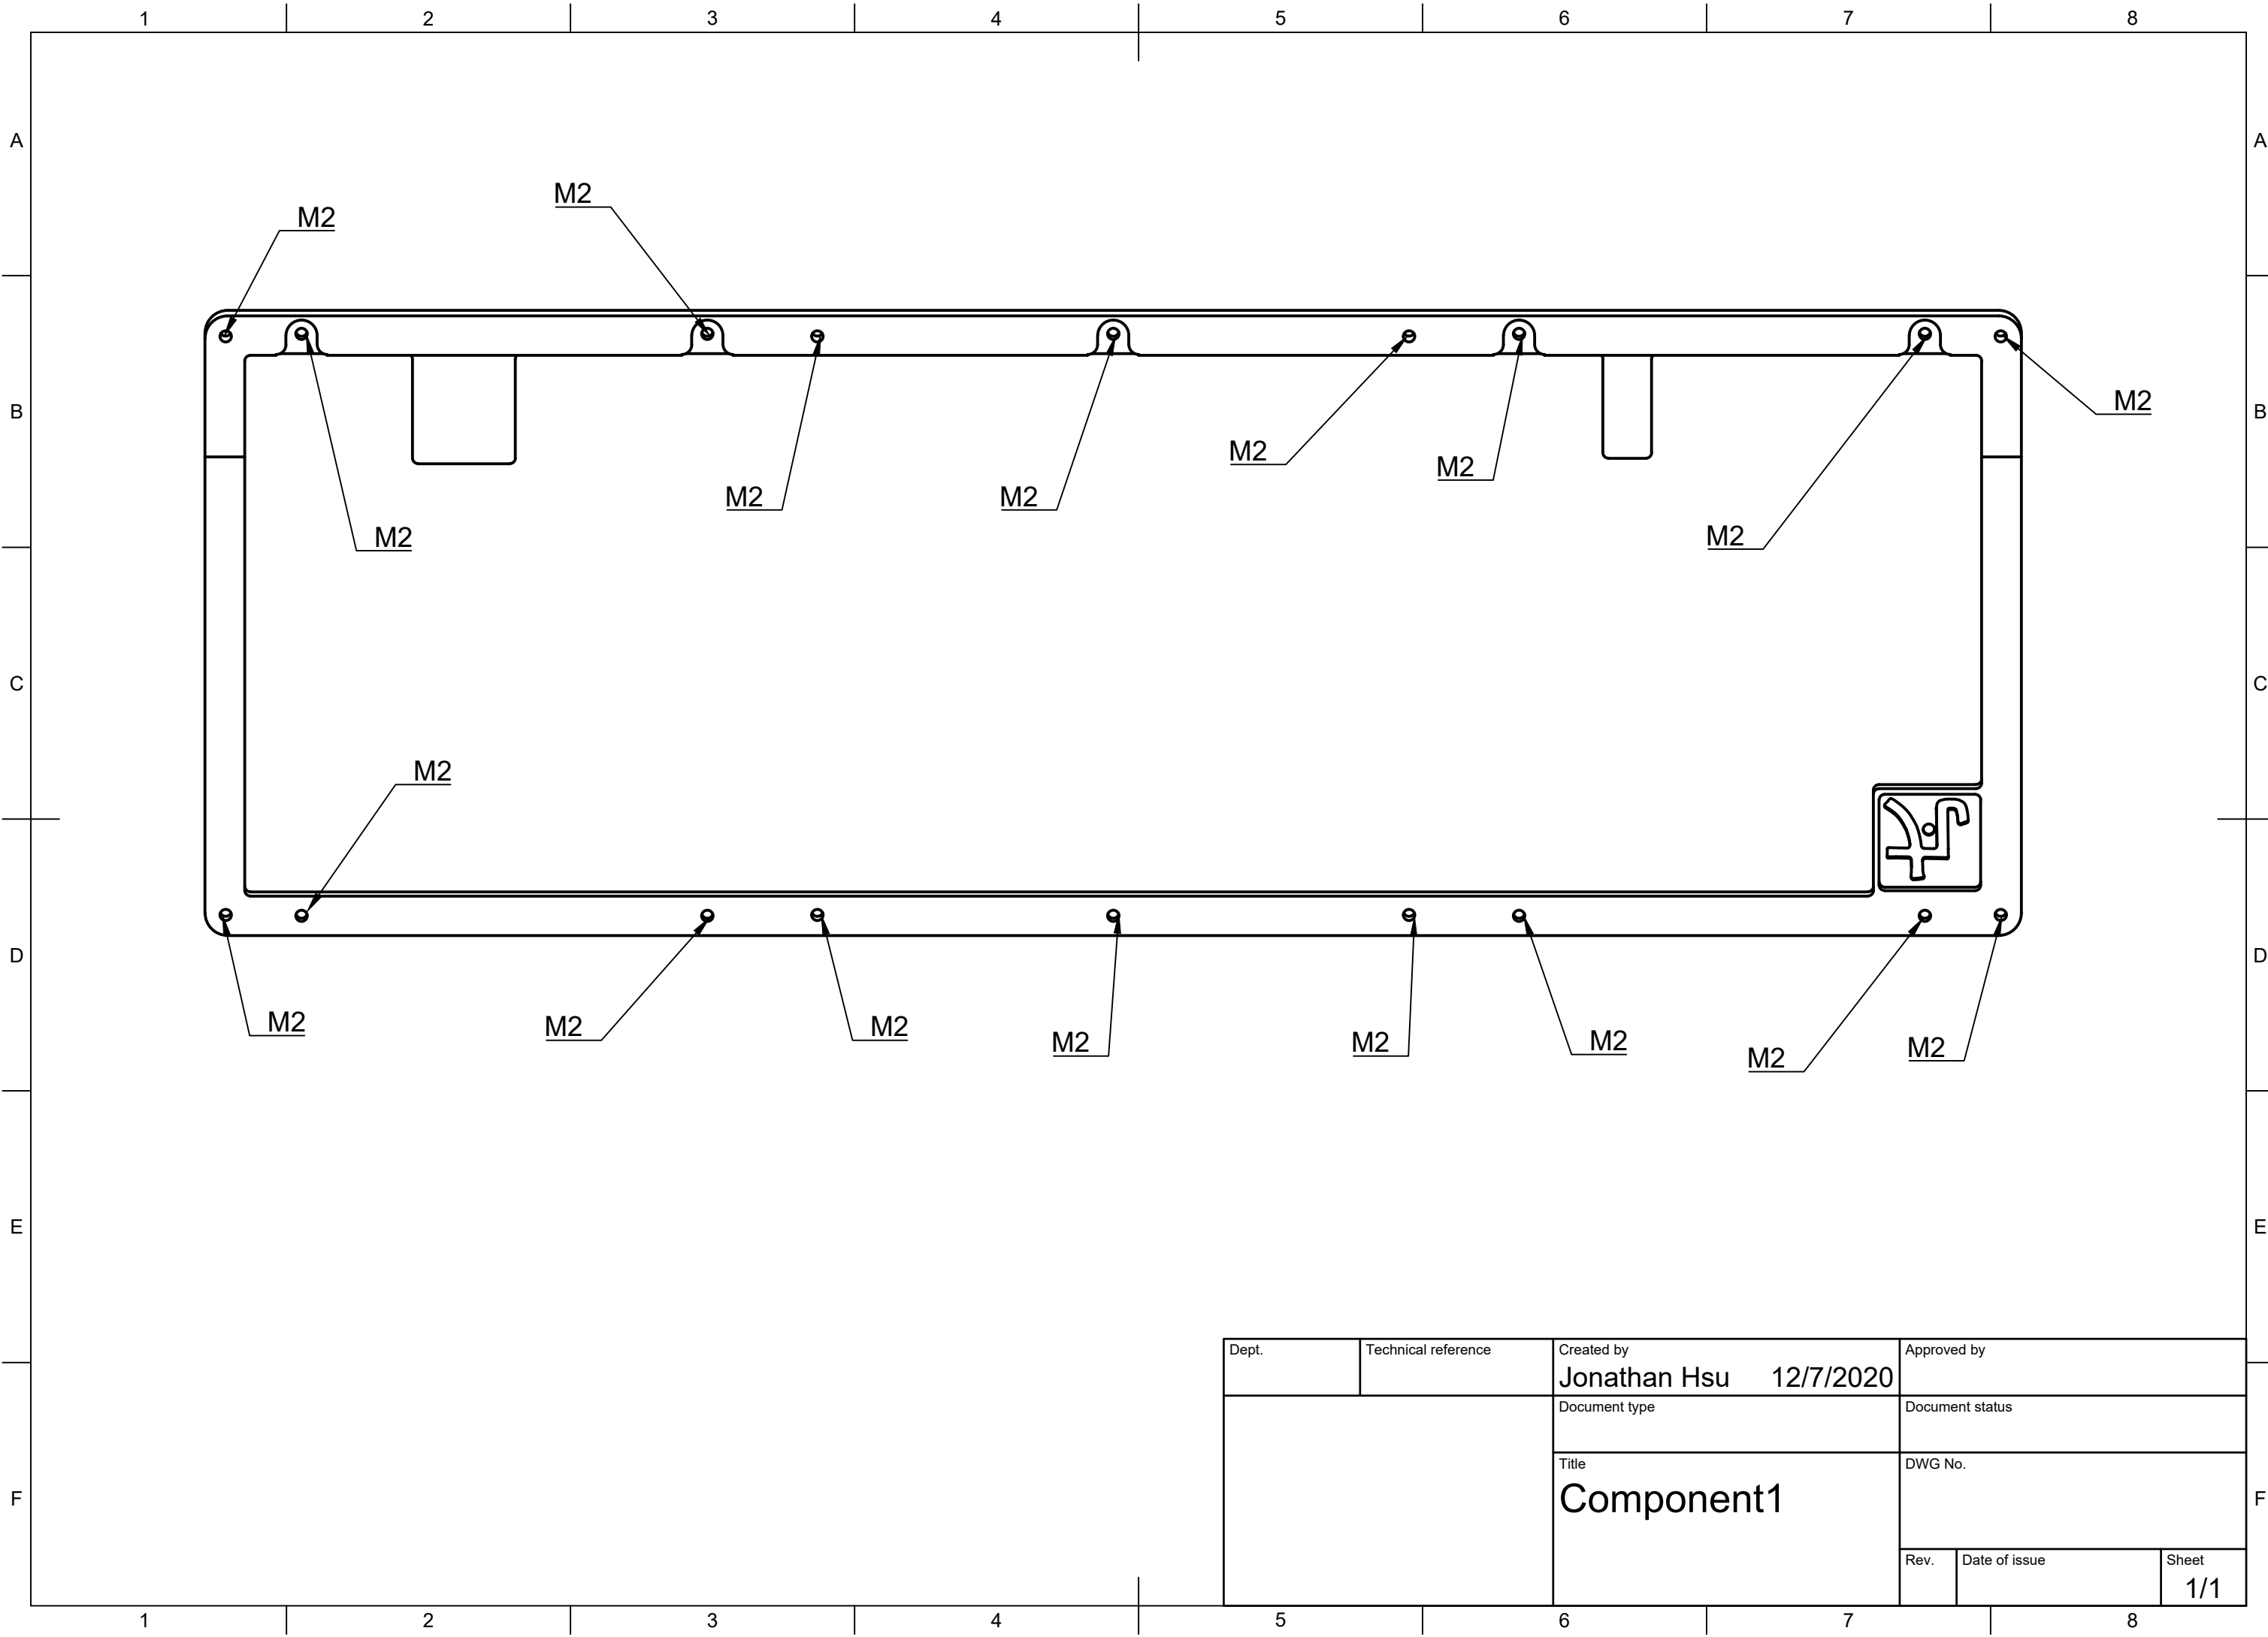 1 2 3 4 5 6 7 8
A A
M2
M2
B B
M2
M2
M2
M2
M2
M2
M2
C C
M2
D D
M2 M2 M2 M2 M2 M2 M2 M2
E E
Dept. Technical reference Created by Approved by
Jonathan Hsu 12/7/2020
Document type Document status
Title DWG No.
Component1
F F
Rev. Date of issue Sheet
1/1
1 2 3 4 5 6 7 8